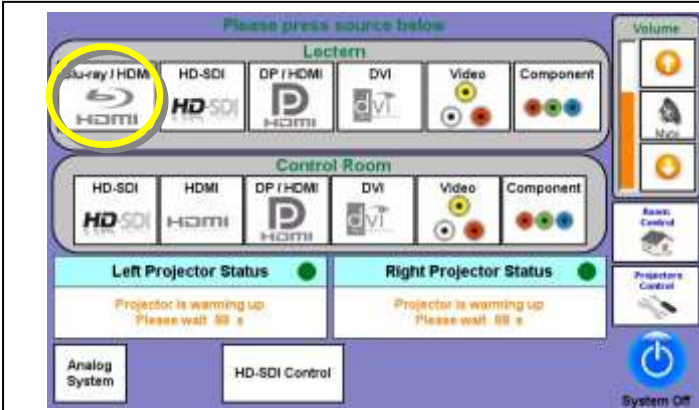 Please press source below
Volume
Lectern
Blu-ray / HDMI HD-SDI DP / HDMI DVI Video Component
HDMI HD-SDI HDMI dvi
Mute
Control Room
HD-SDI HDMI DP / HDMI DVI Video Component
HD-SDI HDMI HDMI dvi
Room
Control
Left Projector Status Right Projector Status
Projectors
Control
Projector is warming up Projector is warming up
Please wait s Please wait s
Analog
System
HD-SDI Control
System Off